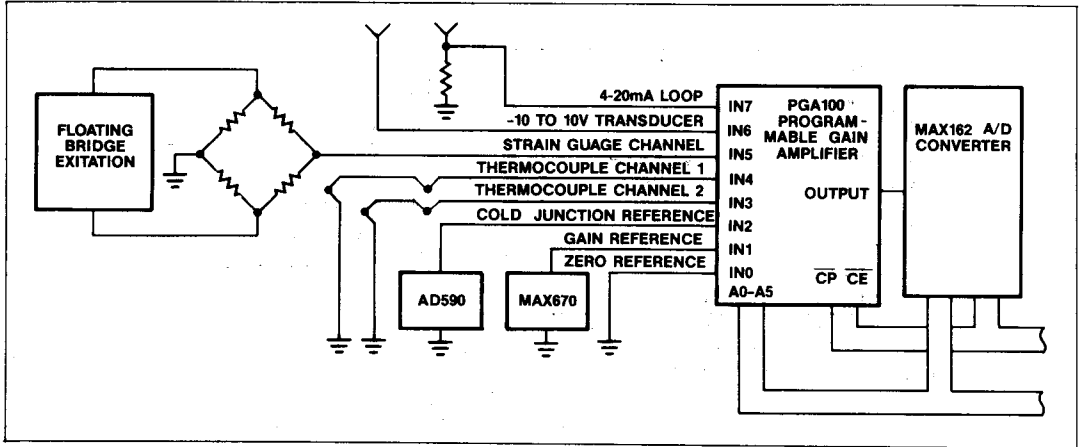 FLOATING
BRIDGE
EXITATION
4-20mA LOOP
-10 TO 10V TRANSDUCER
STRAIN GUAGE CHANNEL
THERMOCOUPLE CHANNEL 1
THERMOCOUPLE CHANNEL 2
COLD JUNCTION REFERENCE
GAIN REFERENCE
ZERO REFERENCE
AD590
MAX670
IN7
IN6
IN5
IN4
IN3
IN2
IN1
IN0
A0-A5
PGA100
PROGRAM-
MABLE GAIN
AMPLIFIER
OUTPUT
CP CE
MAX162 A/D
CONVERTER